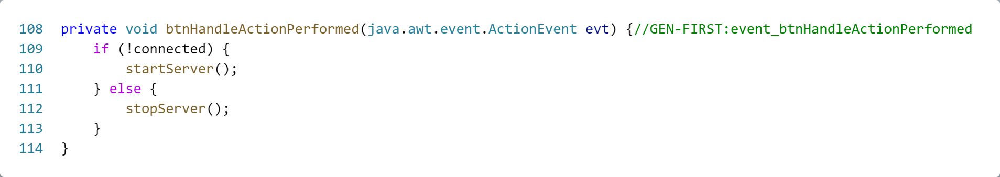 108 private void btnHandleActionPerformed(java.awt.event.ActionEvent evt) {//GEN-FIRST:event_btnHandleActionPerformed
109     if (!connected) {
110         startServer();
111     } else {
112         stopServer();
113     }
114 }